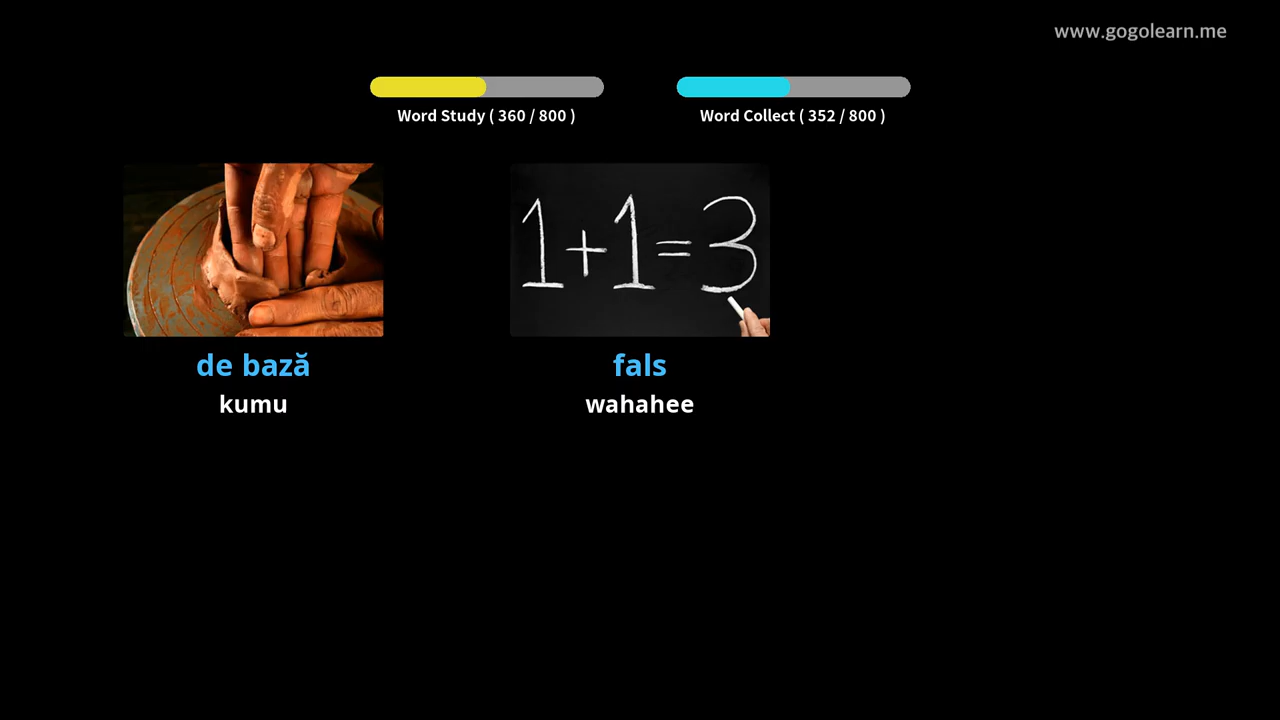 www.gogolearn.me
Word Study ( 360 / 800 )
Word Collect ( 352 / 800 )
1+1=3
de bază
kumu
fals
wahahee